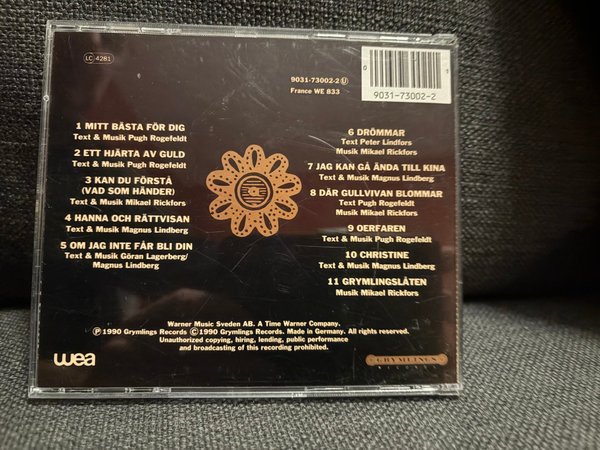 LC 4281
9031-73002-2 U
France WE 833
9031-73002-2
1 MITT BÄSTA FÖR DIG
Text & Musik Pugh Rogefeldt
2 ETT HJÄRTA AV GULD
Text & Musik Pugh Rogefeldt
3 KAN DU FÖRSTÅ
(VAD SOM HÄNDER)
Text & Musik Mikael Rickfors
4 HANNA OCH RÄTTVISAN
Text & Musik Magnus Lindberg
5 OM JAG INTE FÅR BLI DIN
Text & Musik Göran Lagerberg/
Magnus Lindberg
6 DRÖMMAR
Text Peter Lindfors
Musik Mikael Rickfors
7 JAG KAN GÅ ÄNDA TILL KINA
Text & Musik Magnus Lindberg
8 DÄR GULLVIVAN BLOMMAR
Text Pugh Rogefeldt
Musik Mikael Rickfors
9 OERFAREN
Text & Musik Pugh Rogefeldt
10 CHRISTINE
Text & Musik Magnus Lindberg
11 GRYMLINGSLÅTEN
Musik Mikael Rickfors
Warner Music Sveden AB. A Time Warner Company.
Ⓟ 1990 Grymlings Records © 1990 Grymlings Records. Made in Germany. All rights reserved.
Unauthorized copying, hiring, lending, public performance
and broadcasting of this recording prohibited.
wea
GRYMLINGS
RECORDS